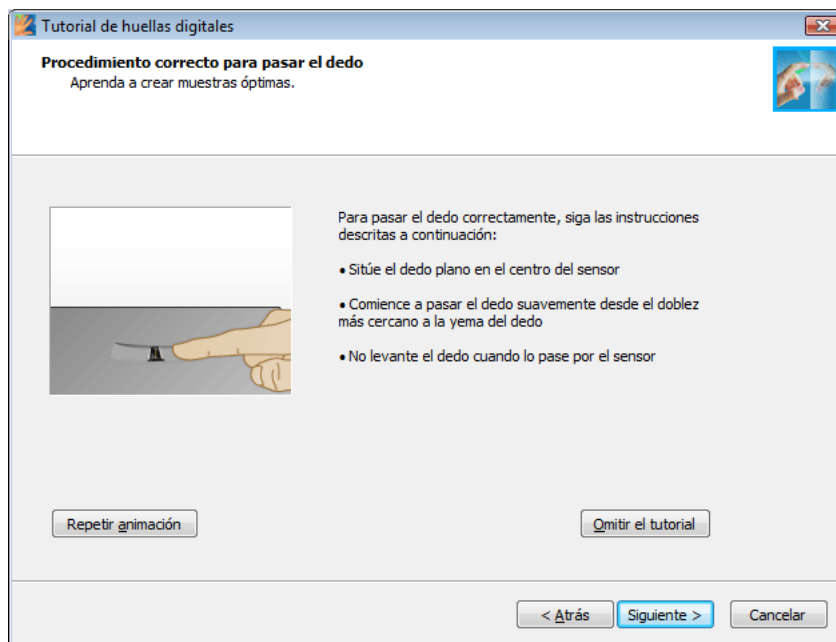 Tutorial de huellas digitales
Procedimiento correcto para pasar el dedo
Aprenda a crear muestras óptimas.
Para pasar el dedo correctamente, siga las instrucciones
descritas a continuación:
• Sitúe el dedo plano en el centro del sensor
• Comience a pasar el dedo suavemente desde el doblez
más cercano a la yema del dedo
• No levante el dedo cuando lo pase por el sensor
Repetir animación
Omitir el tutorial
< Atrás
Siguiente >
Cancelar